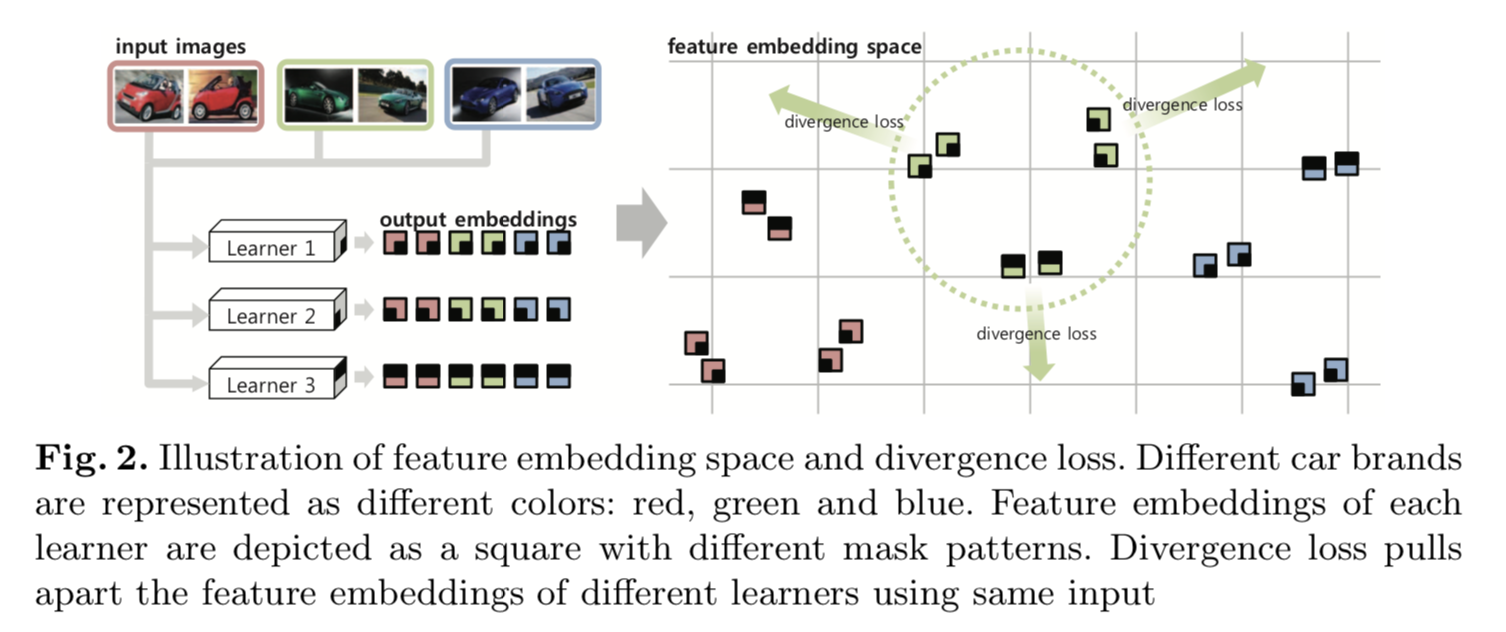 input images
feature embedding space
divergence loss
divergence loss
output embeddings
Learner 1
Learner 2
divergence loss
Learner 3
Fig. 2. Illustration of feature embedding space and divergence loss. Different car brands
are represented as different colors: red, green and blue. Feature embeddings of each
learner are depicted as a square with different mask patterns. Divergence loss pulls
apart the feature embeddings of different learners using same input